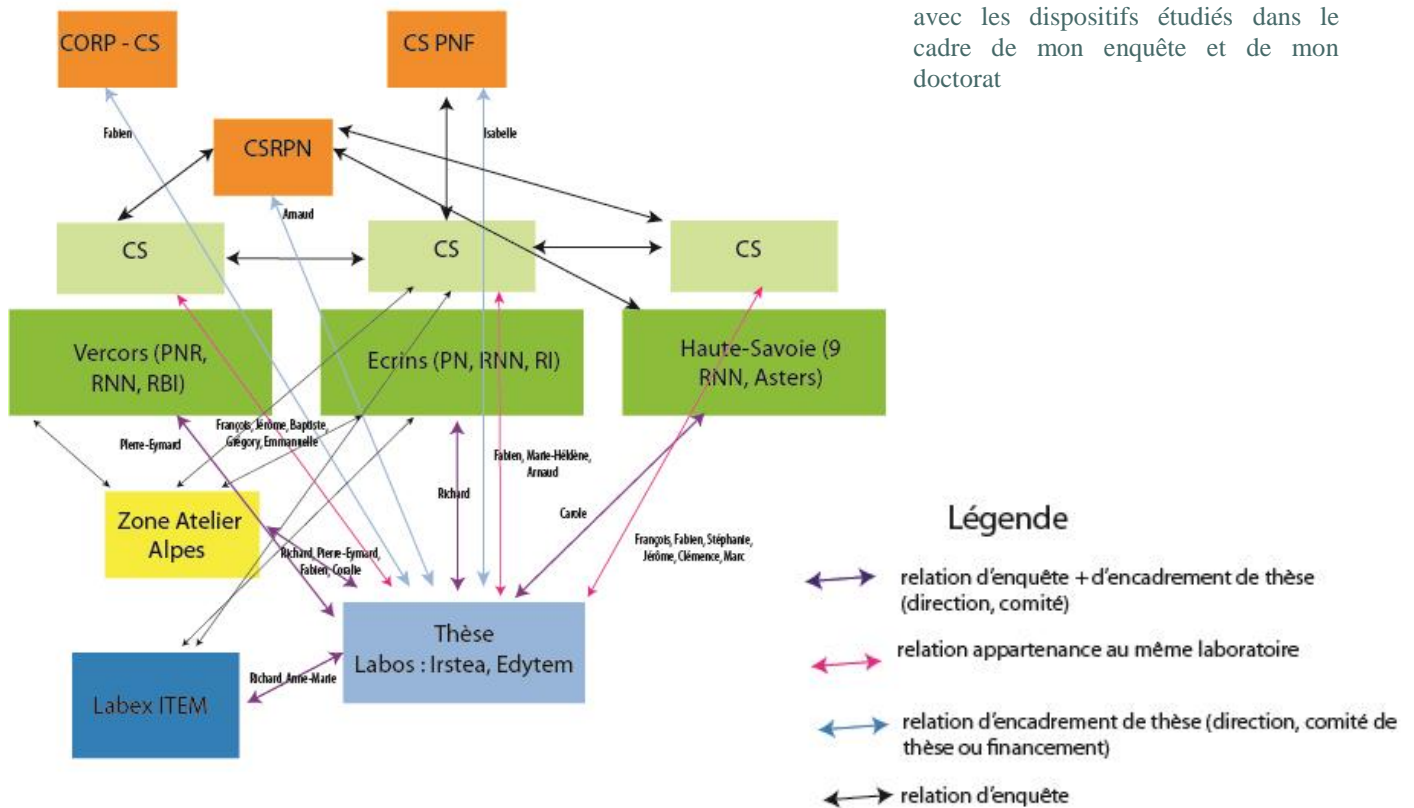 avec les dispositifs étudiés dans le
cadre de mon enquête et de mon
doctorat
CORP - CS
CS PNF
Fabien
Isabelle
CSRPN
Arnaud
CS
CS
CS
Vercors (PNR,
RNN, RBI)
Ecrins (PN, RNN, RI)
Haute-Savoie (9
RNN, Asters)
Pierre-Eymard
François, Jérôme, Baptiste,
Grégory, Emmanuelle
Richard
Fabien, Marie-Héldène,
Arnaud
Carole
François, Fabien, Stéphanie,
Jérôme, Clémence, Marc
Zone Atelier
Alpes
Richard, Pierre-Eymard,
Fabien, Coralie
Thèse
Labos : Irstea, Edytem
Richard, Anne-Marie
Labex ITEM
Légende
relation d'enquête + d'encadrement de thèse
(direction, comité)
relation appartenance au même laboratoire
relation d'encadrement de thèse (direction, comité de
thèse ou financement)
relation d'enquête